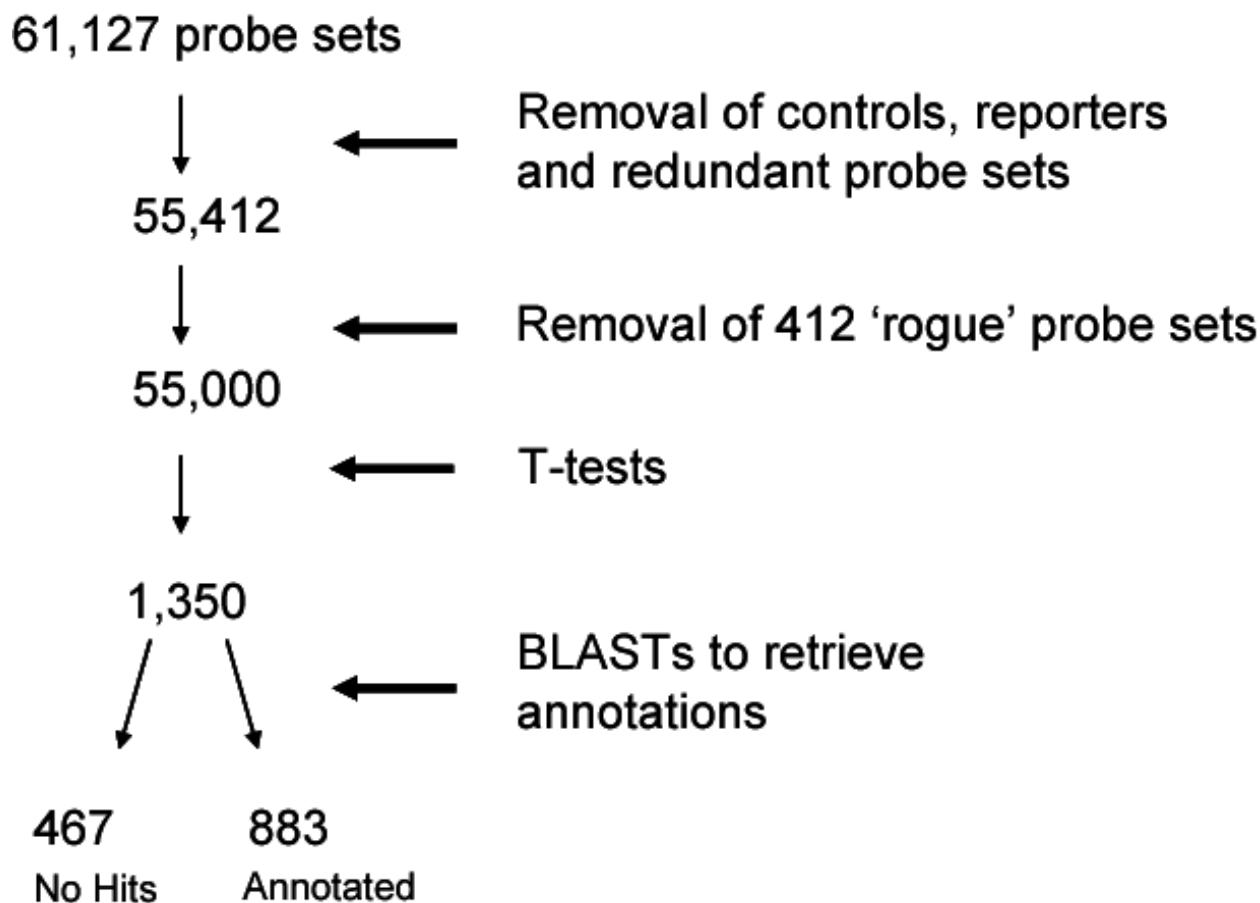 61,127 probe sets
Removal of controls, reporters
and redundant probe sets
55,412
Removal of 412 ‘rogue’ probe sets
55,000
T-tests
1,350
BLASTs to retrieve
annotations
467
No Hits
883
Annotated